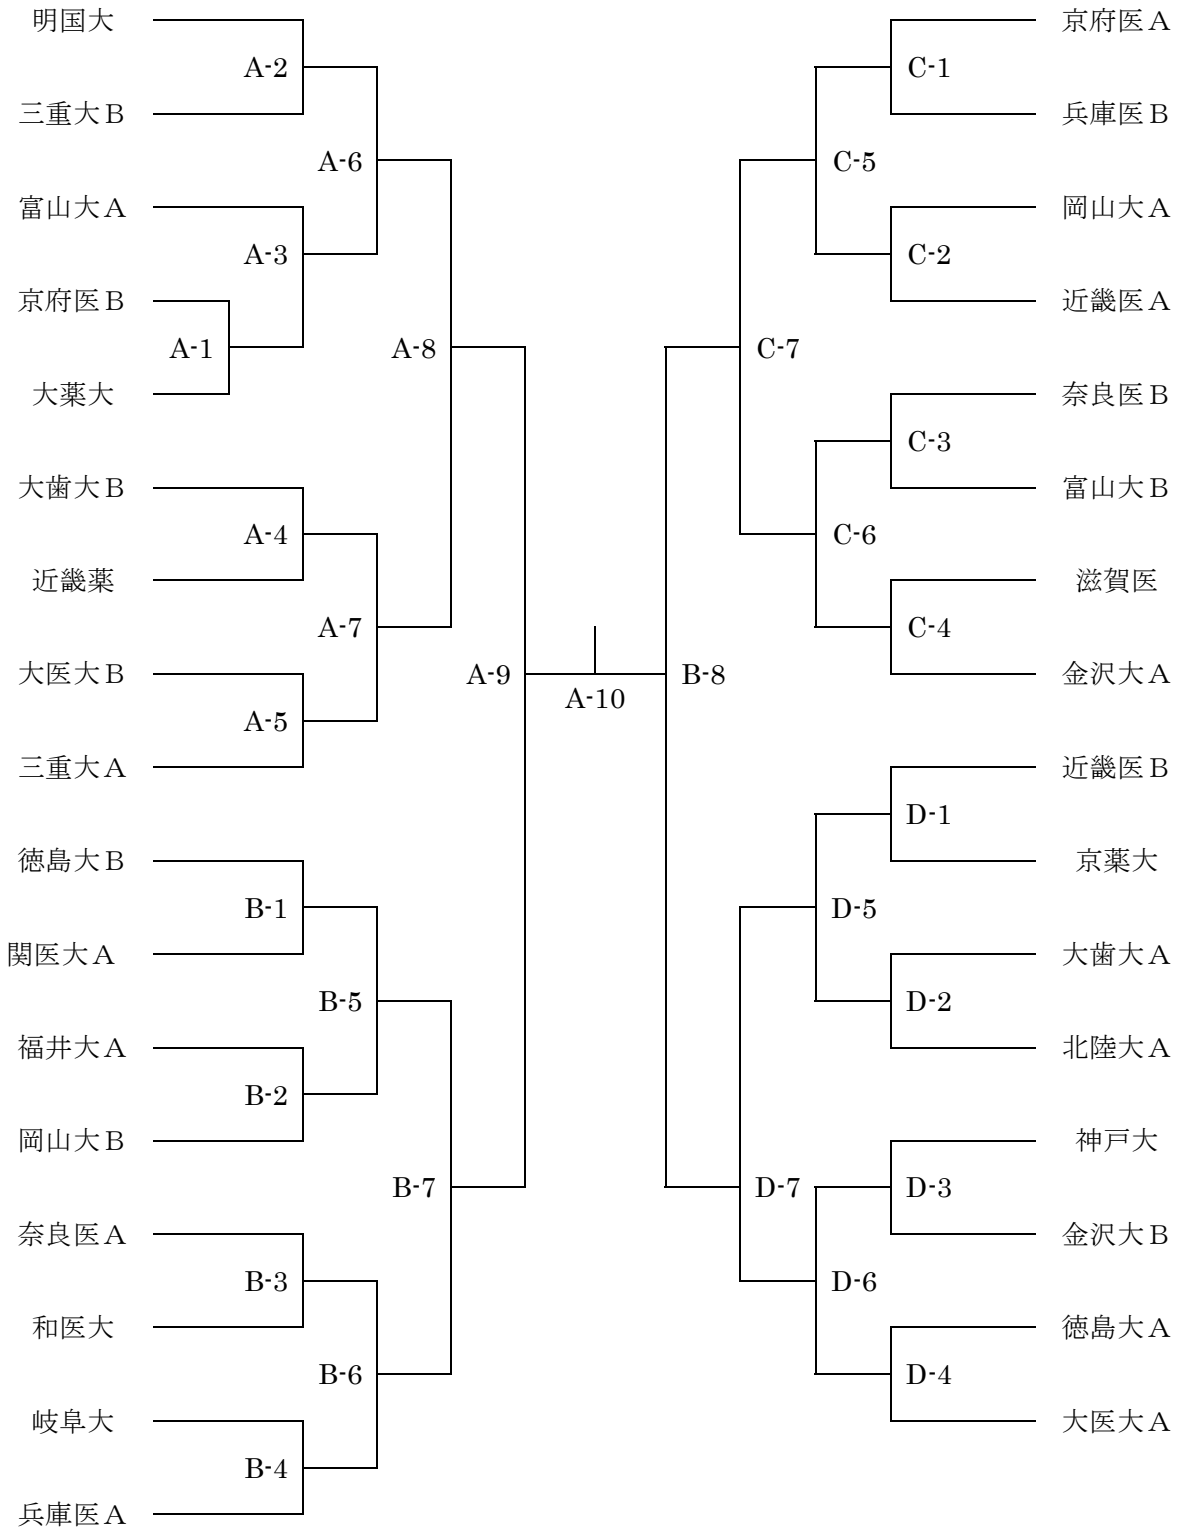 明国大
A-2
三重大Ｂ
A-6
富山大Ａ
A-3
京府医Ｂ
A-1
A-8
大薬大
大歯大Ｂ
A-4
近畿薬
A-7
大医大Ｂ
A-9
A-5
三重大Ａ
徳島大Ｂ
B-1
関医大Ａ
B-5
福井大Ａ
B-2
岡山大Ｂ
B-7
奈良医Ａ
B-3
和医大
B-6
岐阜大
B-4
兵庫医Ａ
A-10
京府医Ａ
C-1
兵庫医Ｂ
C-5
岡山大Ａ
C-2
近畿医Ａ
C-7
奈良医Ｂ
C-3
富山大Ｂ
C-6
滋賀医
C-4
金沢大Ａ
B-8
近畿医Ｂ
D-1
京薬大
D-5
大歯大Ａ
D-2
北陸大Ａ
神戸大
D-7
D-3
金沢大Ｂ
D-6
徳島大Ａ
D-4
大医大Ａ